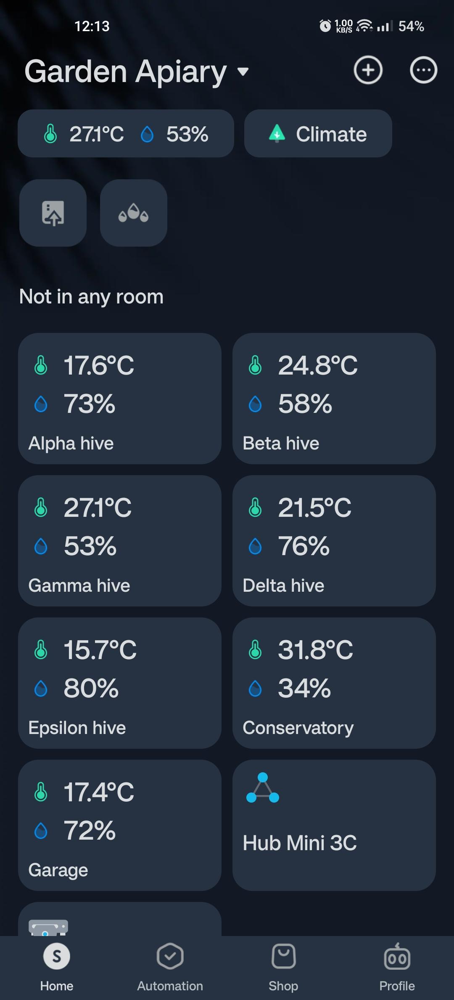 12:13
1.00
KB/S
4
54%
Garden Apiary
27.1°C 53%
Climate
Not in any room
17.6°C
73%
Alpha hive
24.8°C
58%
Beta hive
27.1°C
53%
Gamma hive
21.5°C
76%
Delta hive
15.7°C
80%
Epsilon hive
31.8°C
34%
Conservatory
17.4°C
72%
Garage
Hub Mini 3C
S
Home
Automation
Shop
Profile